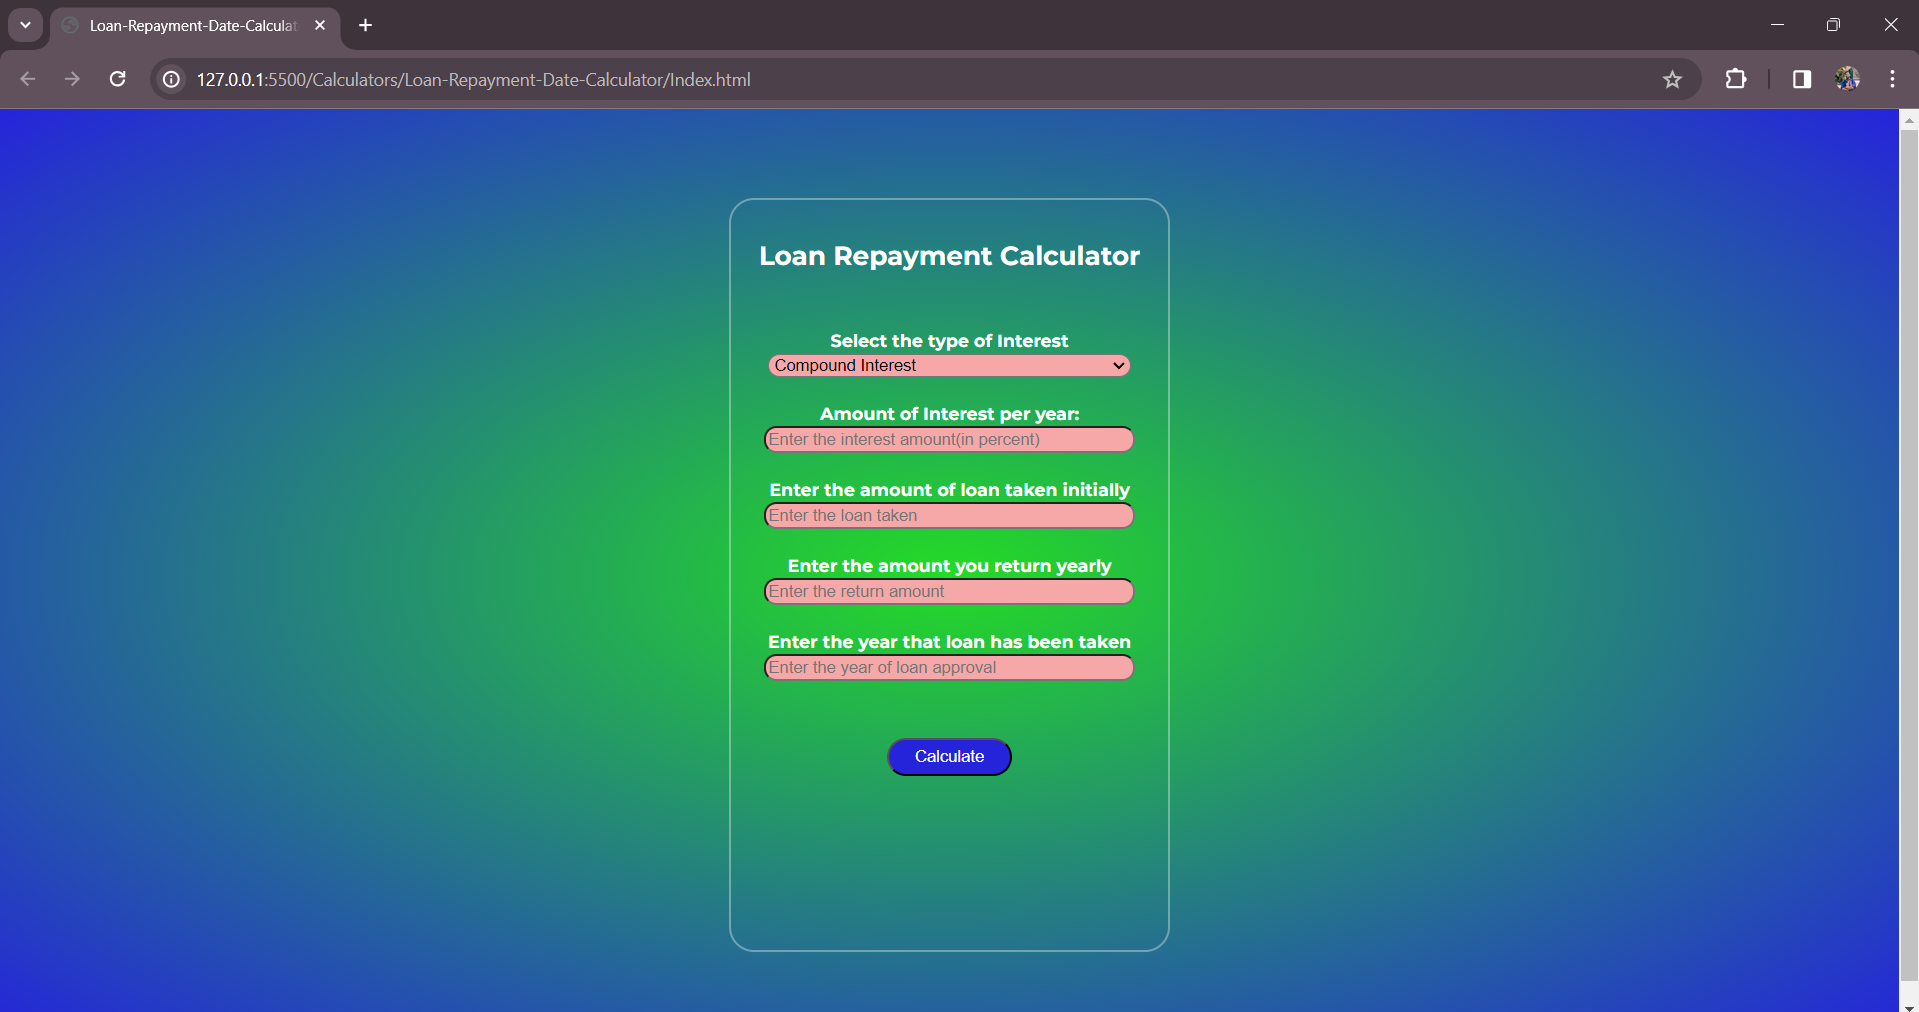 Loan-Repayment-Date-Calculat
127.0.0.1:5500/Calculators/Loan-Repayment-Date-Calculator/Index.html
Loan Repayment Calculator
Select the type of Interest
Compound Interest
Amount of Interest per year:
Enter the interest amount(in percent)
Enter the amount of loan taken initially
Enter the loan taken
Enter the amount you return yearly
Enter the return amount
Enter the year that loan has been taken
Enter the year of loan approval
Calculate